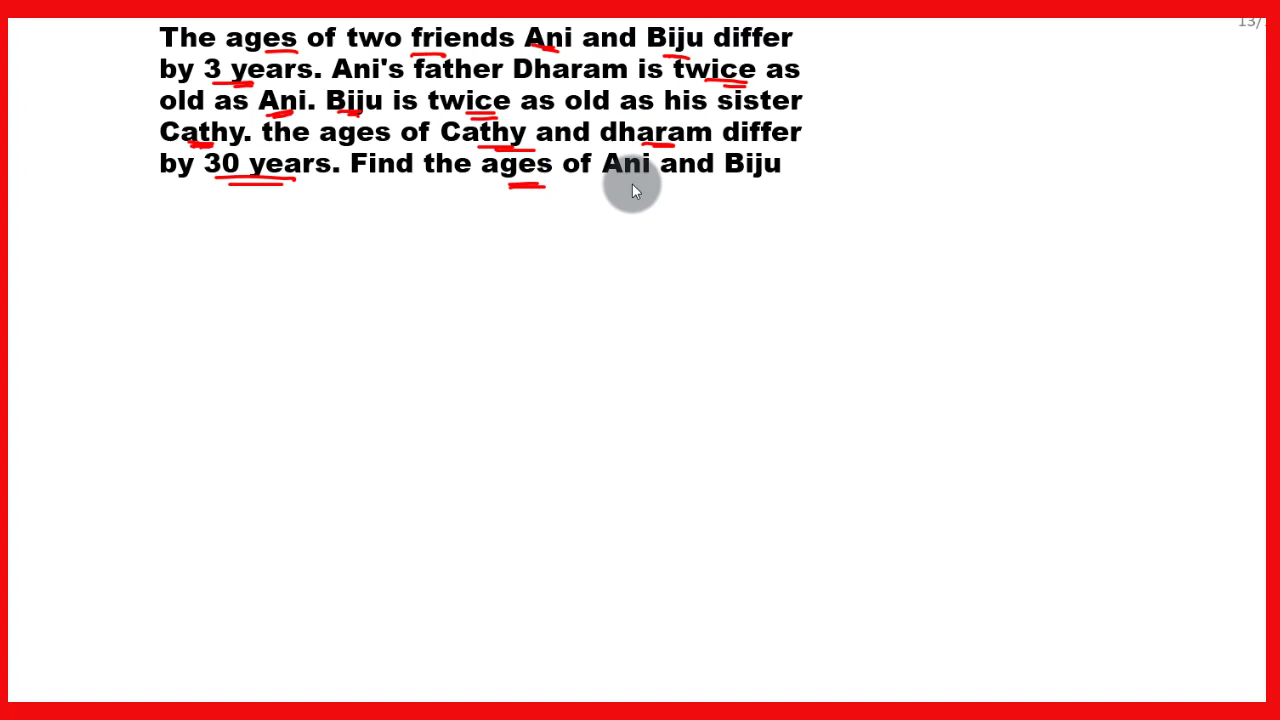 13/
The ages of two friends Ani and Biju differ
by 3 years. Ani's father Dharam is twice as
old as Ani. Biju is twice as old as his sister
Cathy. the ages of Cathy and dharam differ
by 30 years. Find the ages of Ani and Biju